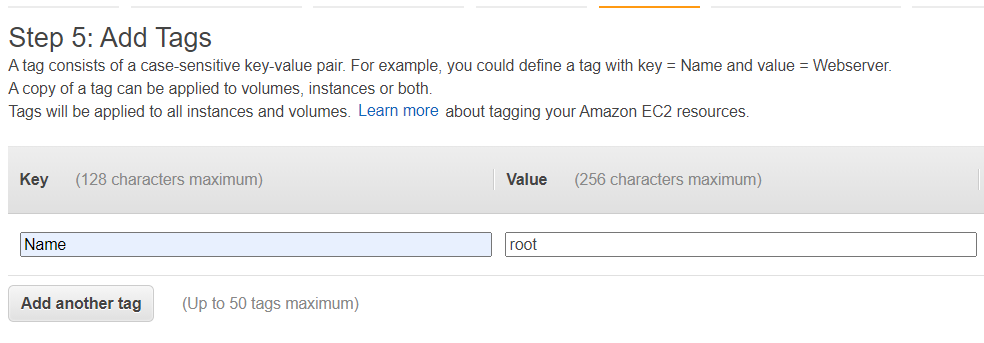 Step 5: Add Tags
A tag consists of a case-sensitive key-value pair. For example, you could define a tag with key = Name and value = Webserver.
A copy of a tag can be applied to volumes, instances or both.
Tags will be applied to all instances and volumes. Learn more about tagging your Amazon EC2 resources.
Key (128 characters maximum) Value (256 characters maximum)
Name root
Add another tag (Up to 50 tags maximum)